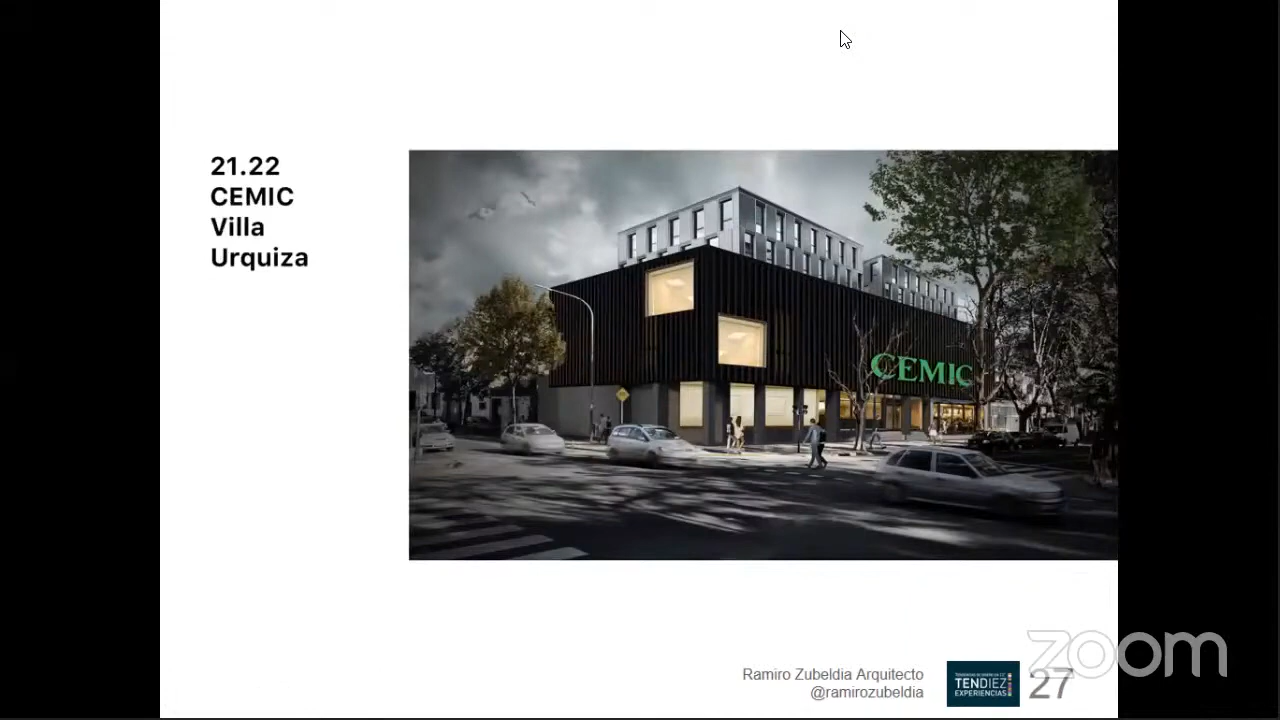 21.22
CEMIC
Villa
Urquiza
CEMIC
Ramiro Zubeldia Arquitecto
@ramirozubeldia
TENDIEZ
EXPERIENCIAS
27
zoom